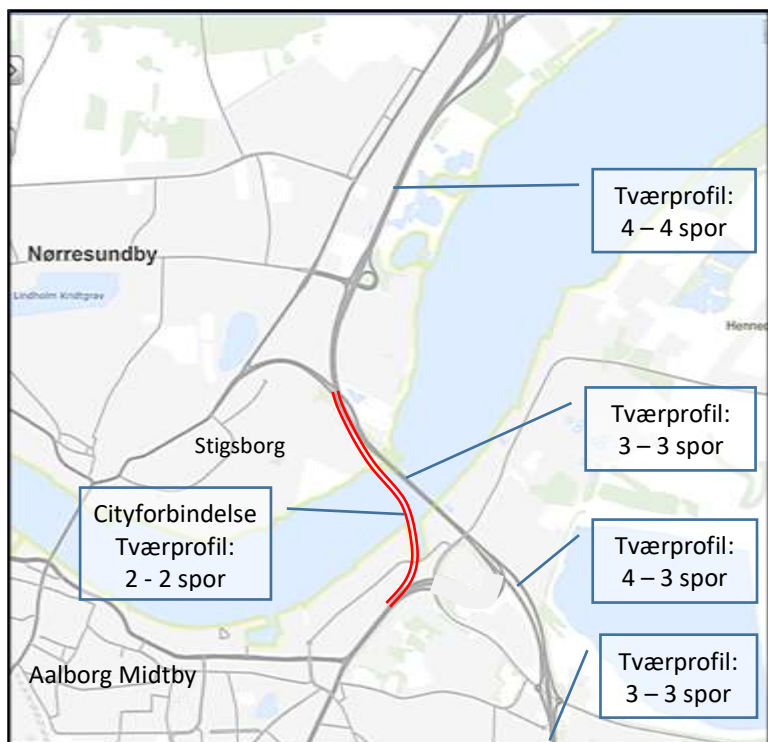 Tværprofil:
4 – 4 spor
Nørresundby
Lindholm Kridtgrav
Henned
Tværprofil:
3 – 3 spor
Stigsborg
Cityforbindelse
Tværprofil:
2 - 2 spor
Tværprofil:
4 – 3 spor
Aalborg Midtby
Tværprofil:
3 – 3 spor